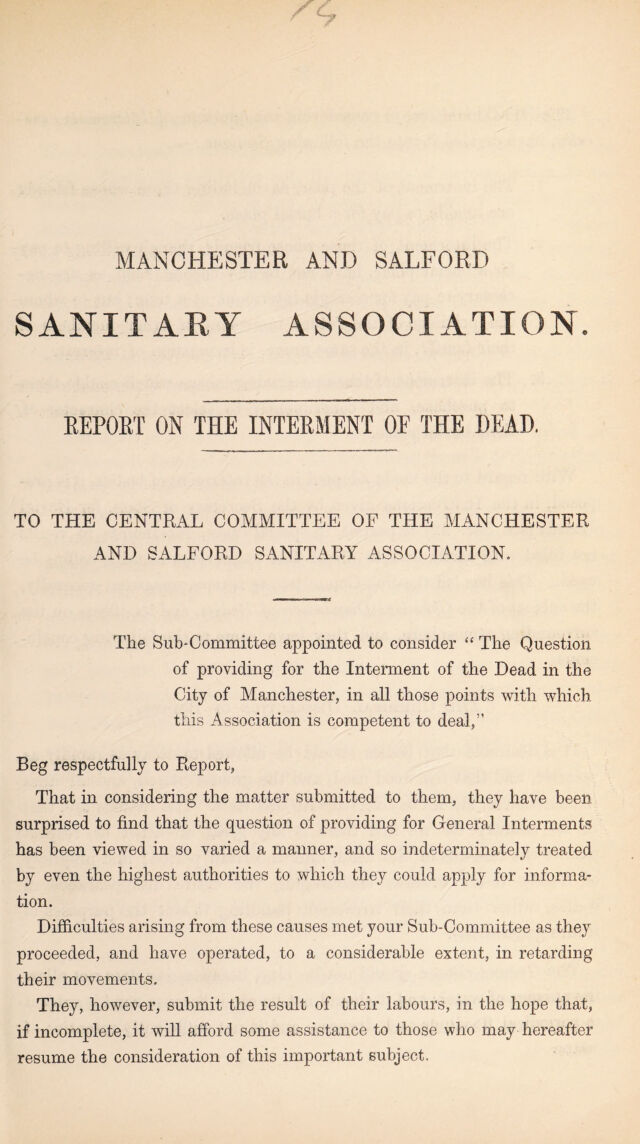 MANCHESTER AND SALFORD
SANITARY ASSOCIATION.
REPORT ON THE INTERMENT OF THE DEAD.
TO THE CENTRAL COMMITTEE OF THE MANCHESTER
AND SALFORD SANITARY ASSOCIATION.
The Sub-Committee appointed to consider “ The Question
of providing for the Interment of the Dead in the
City of Manchester, in all those points with which
this Association is competent to deal,”
Beg respectfully to Report,
That in considering the matter submitted to them, they have been
surprised to find that the question of providing for General Interments
has been viewed in so varied a manner, and so indeterminately treated
by even the highest authorities to which they could apply for informa-
tion.
Difficulties arising from these causes met your Sub-Committee as they
proceeded, and have operated, to a considerable extent, in retarding
their movements.
They, however, submit the result of their labours, in the hope that,
if incomplete, it will afford some assistance to those who may hereafter
resume the consideration of this important subject.